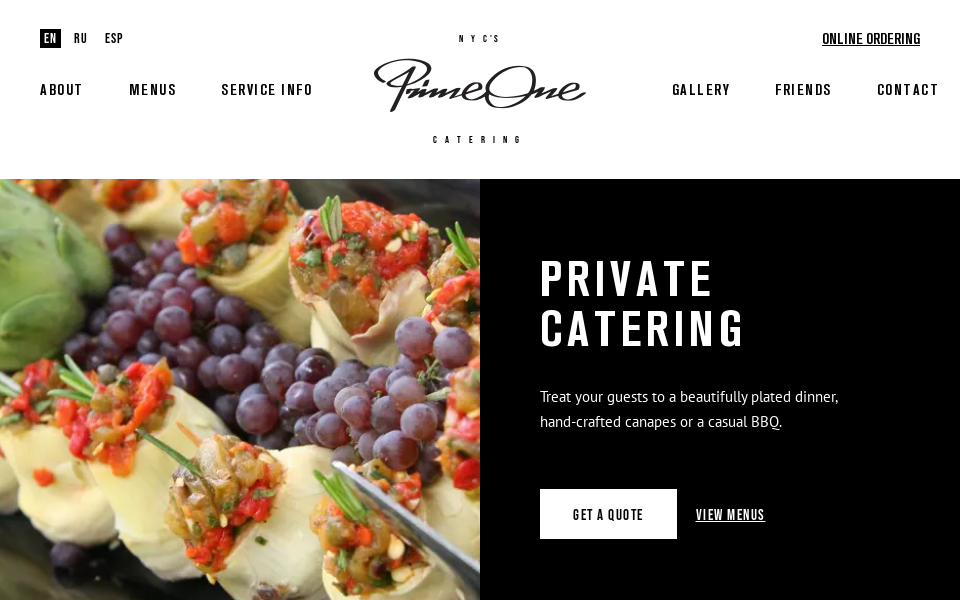 EN RU ESP
NYC'S
ONLINE ORDERING
ABOUT MENUS SERVICE INFO
PrimeOne
GALLERY FRIENDS CONTACT
CATERING
PRIVATE
CATERING
Treat your guests to a beautifully plated dinner,
hand-crafted canapes or a casual BBQ.
GET A QUOTE VIEW MENUS